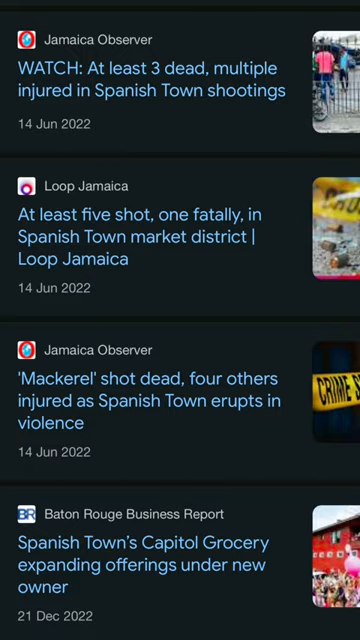 Jamaica Observer
WATCH: At least 3 dead, multiple
injured in Spanish Town shootings
14 Jun 2022
Loop Jamaica
At least five shot, one fatally, in
Spanish Town market district |
Loop Jamaica
14 Jun 2022
Jamaica Observer
'Mackerel' shot dead, four others
injured as Spanish Town erupts in
violence
14 Jun 2022
CRIME S
BR
Baton Rouge Business Report
Spanish Town's Capitol Grocery
expanding offerings under new
owner
21 Dec 2022